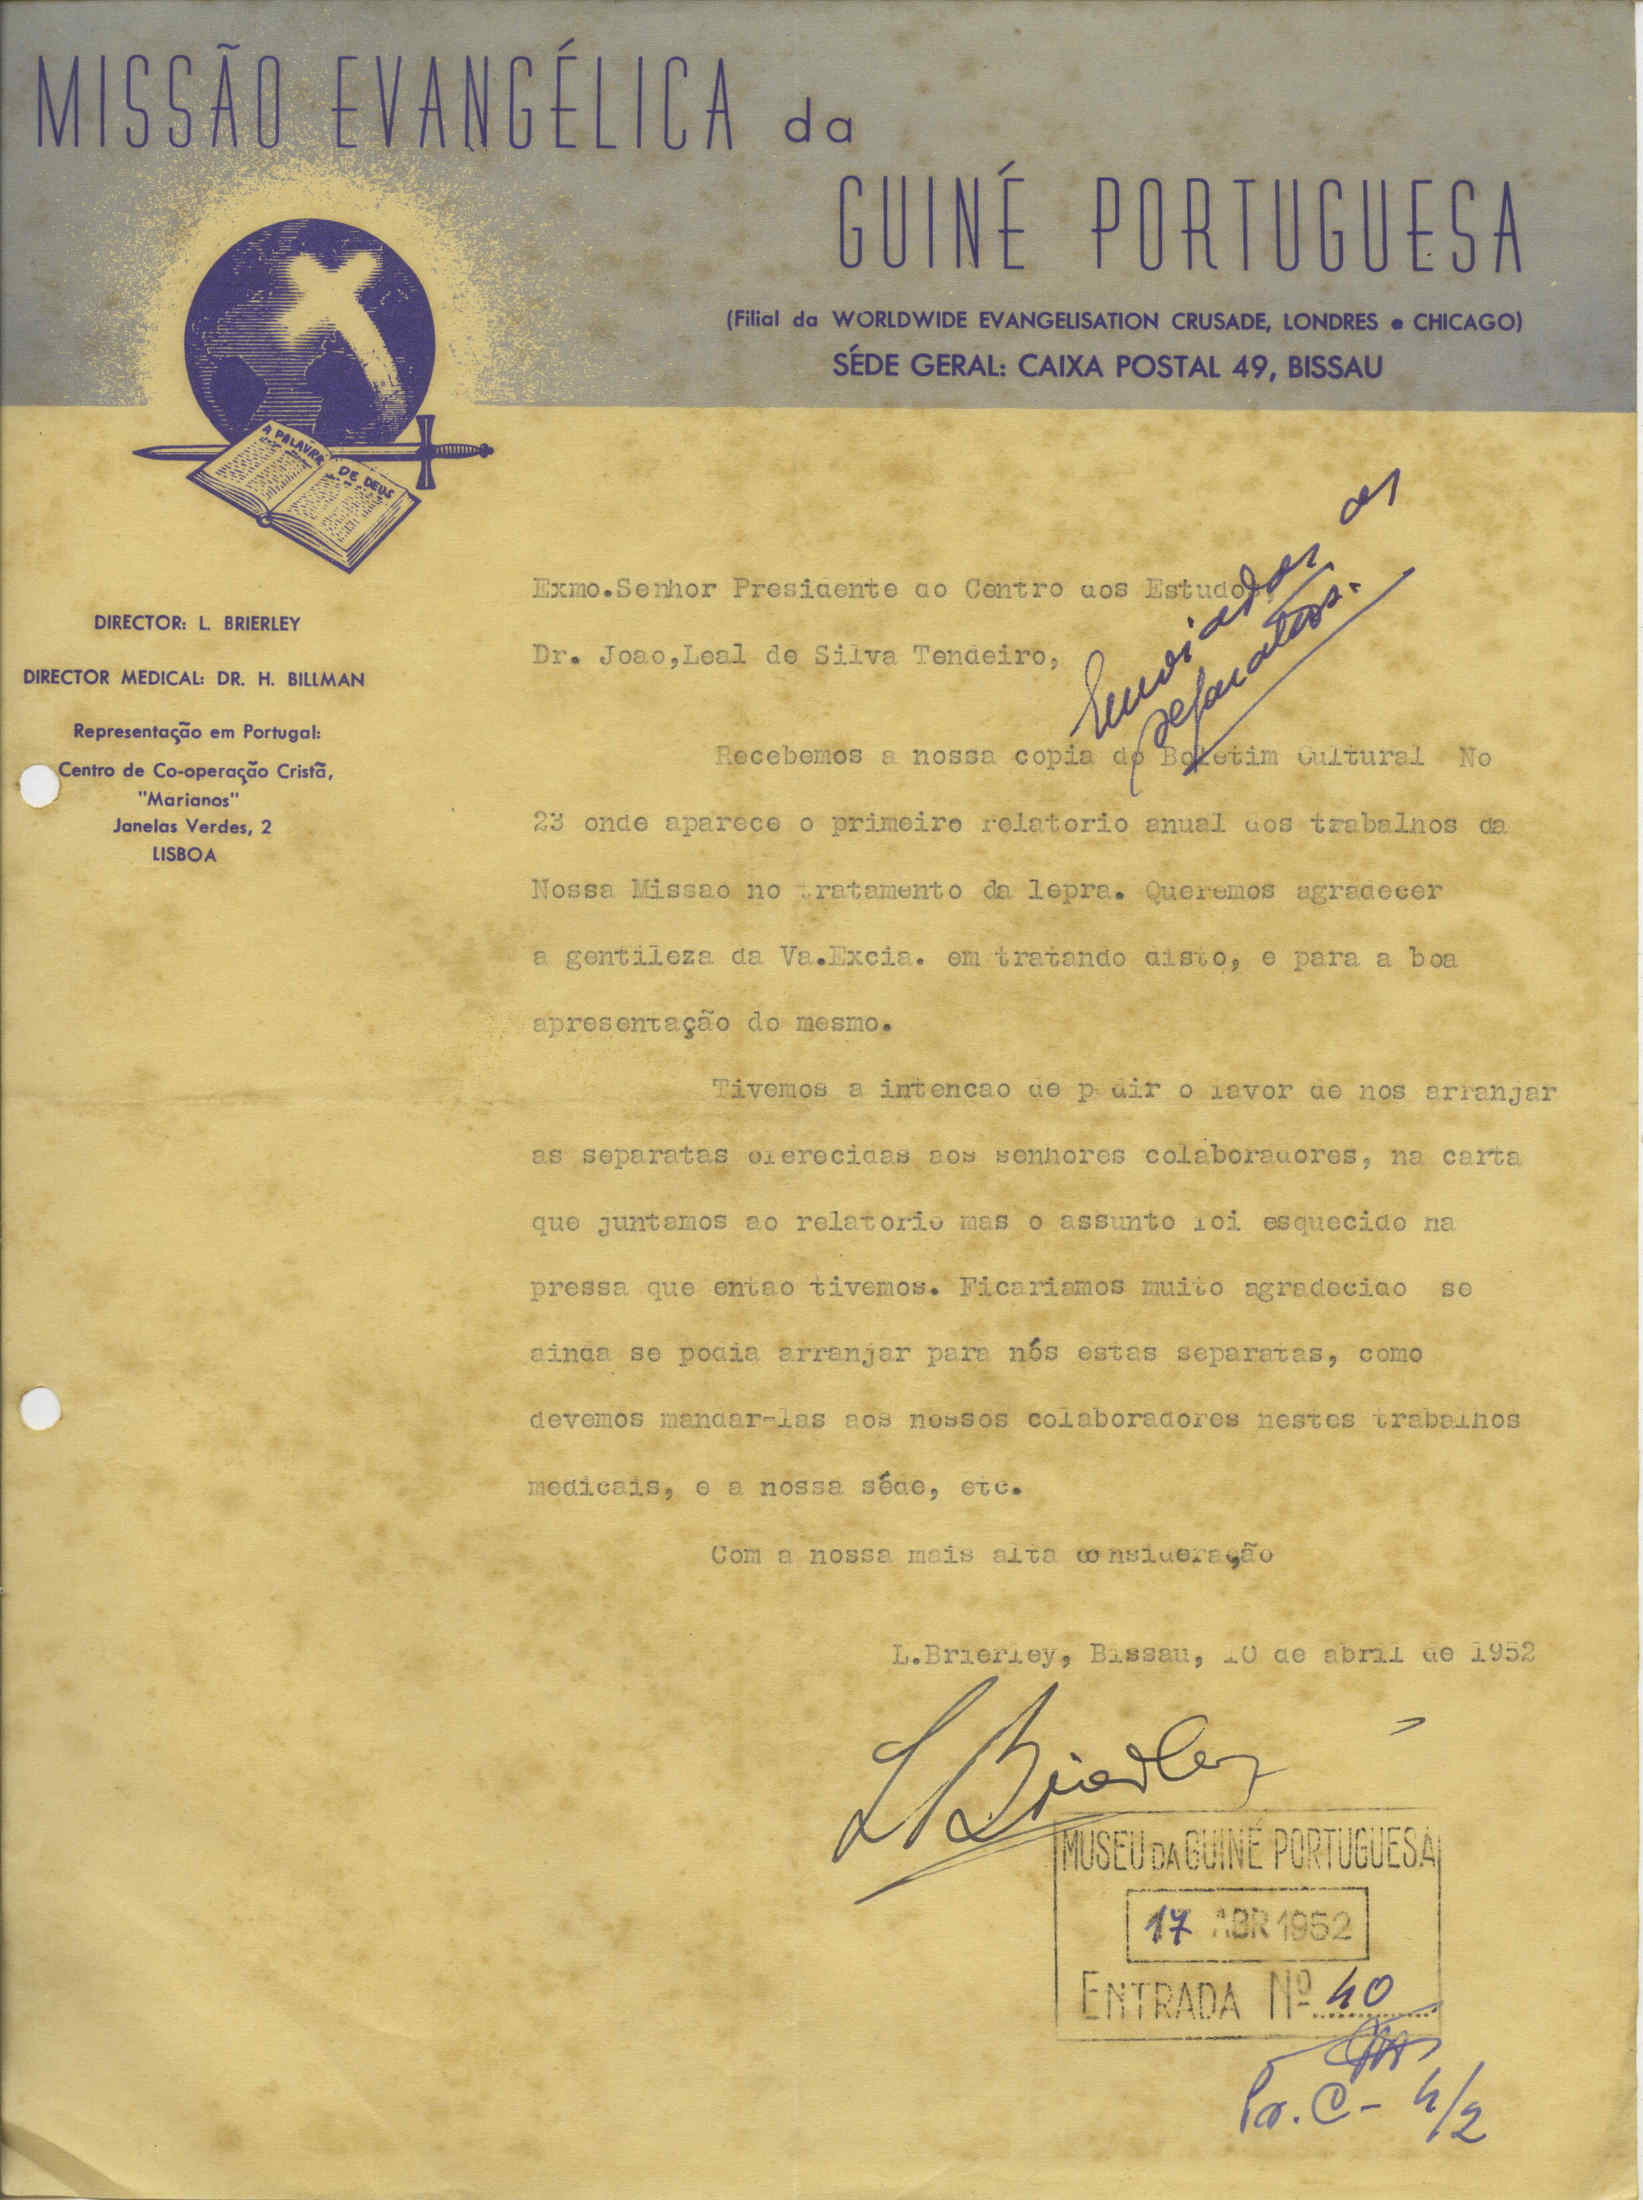 MISSÃO EVANGÉLICA da
GUINÉ PORTUGUESA
(Filial da WORLDWIDE EVANGELISATION CRUSADE, LONDRES e CHICAGO)
SÉDE GERAL: CAIXA POSTAL 49, BISSAU
A PALAVRA DE DEUS
DIRECTOR: L. BRIERLEY
DIRECTOR MEDICAL: DR. H. BILLMAN
Representação em Portugal:
Centro de Co-operação Cristã,
"Marianos"
Janelas Verdes, 2
LISBOA
Enviadas as
separatas.
Exmo.Senhor Presidente do Centro dos Estudos
Dr. Joao,Leal de Silva Tendeiro,
Recebemos a nossa copia do Boletim Cultural No
23 onde aparece o primeiro relatorio anual dos trabalhos da
Nossa Missao no tratamento da lepra. Queremos agradecer
a gentileza da Va.Excia. em tratando disto, e para a boa
apresentação do mesmo.
Tivemos a intencao de pedir o favor de nos arranjar
as separatas oferecidas aos senhores colaboradores, na carta
que juntamos ao relatorio mas o assunto foi esquecido na
pressa que entao tivemos. Ficariamos muito agradecido se
ainda se podia arranjar para nós estas separatas, como
devemos mandar-las aos nossos colaboradores nestes trabalhos
medicais, e a nossa séde, etc.
Com a nossa mais alta consideração
L.Brierley, Bissau, 10 de abril de 1952
L Brierley
MUSEU DA GUINÉ PORTUGUESA
17 ABR 1952
ENTRADA Nº 40
Pr. C - 4/2